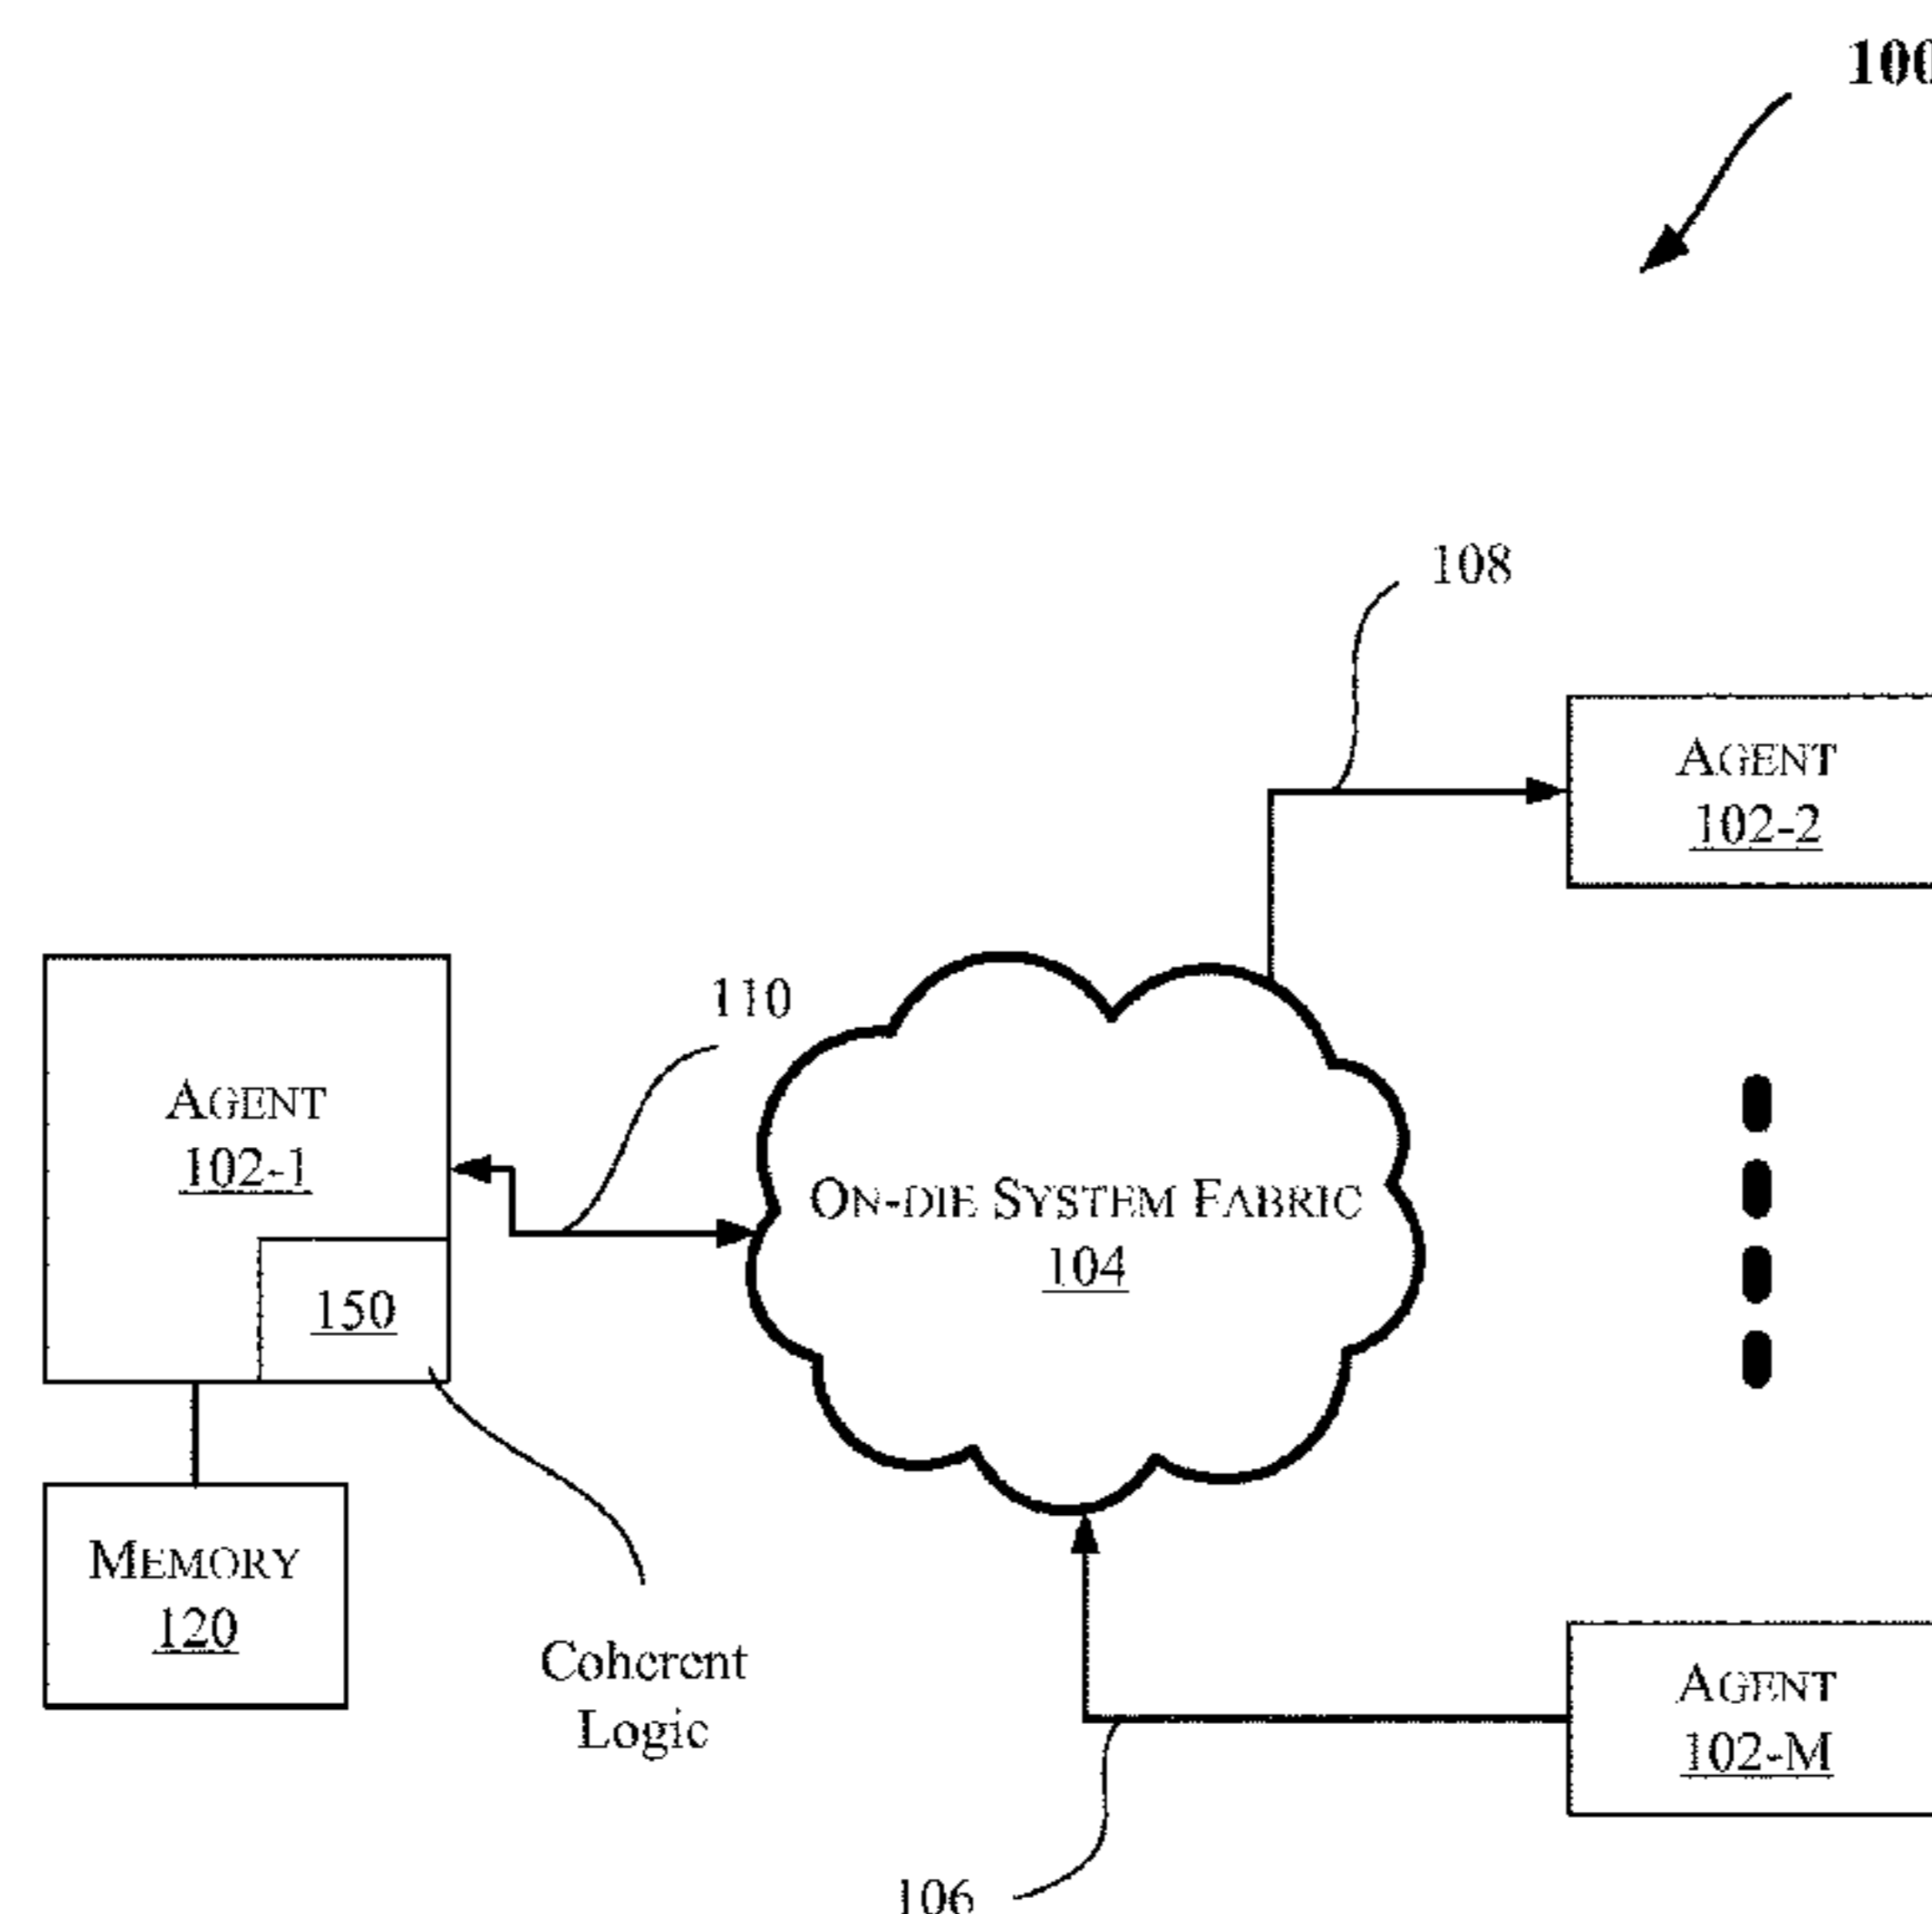 100
108
AGENT
102-2
110
AGENT
102-1
ON-DIE SYSTEM FABRIC
104
150
MEMORY
120
Coherent
Logic
AGENT
102-M
106